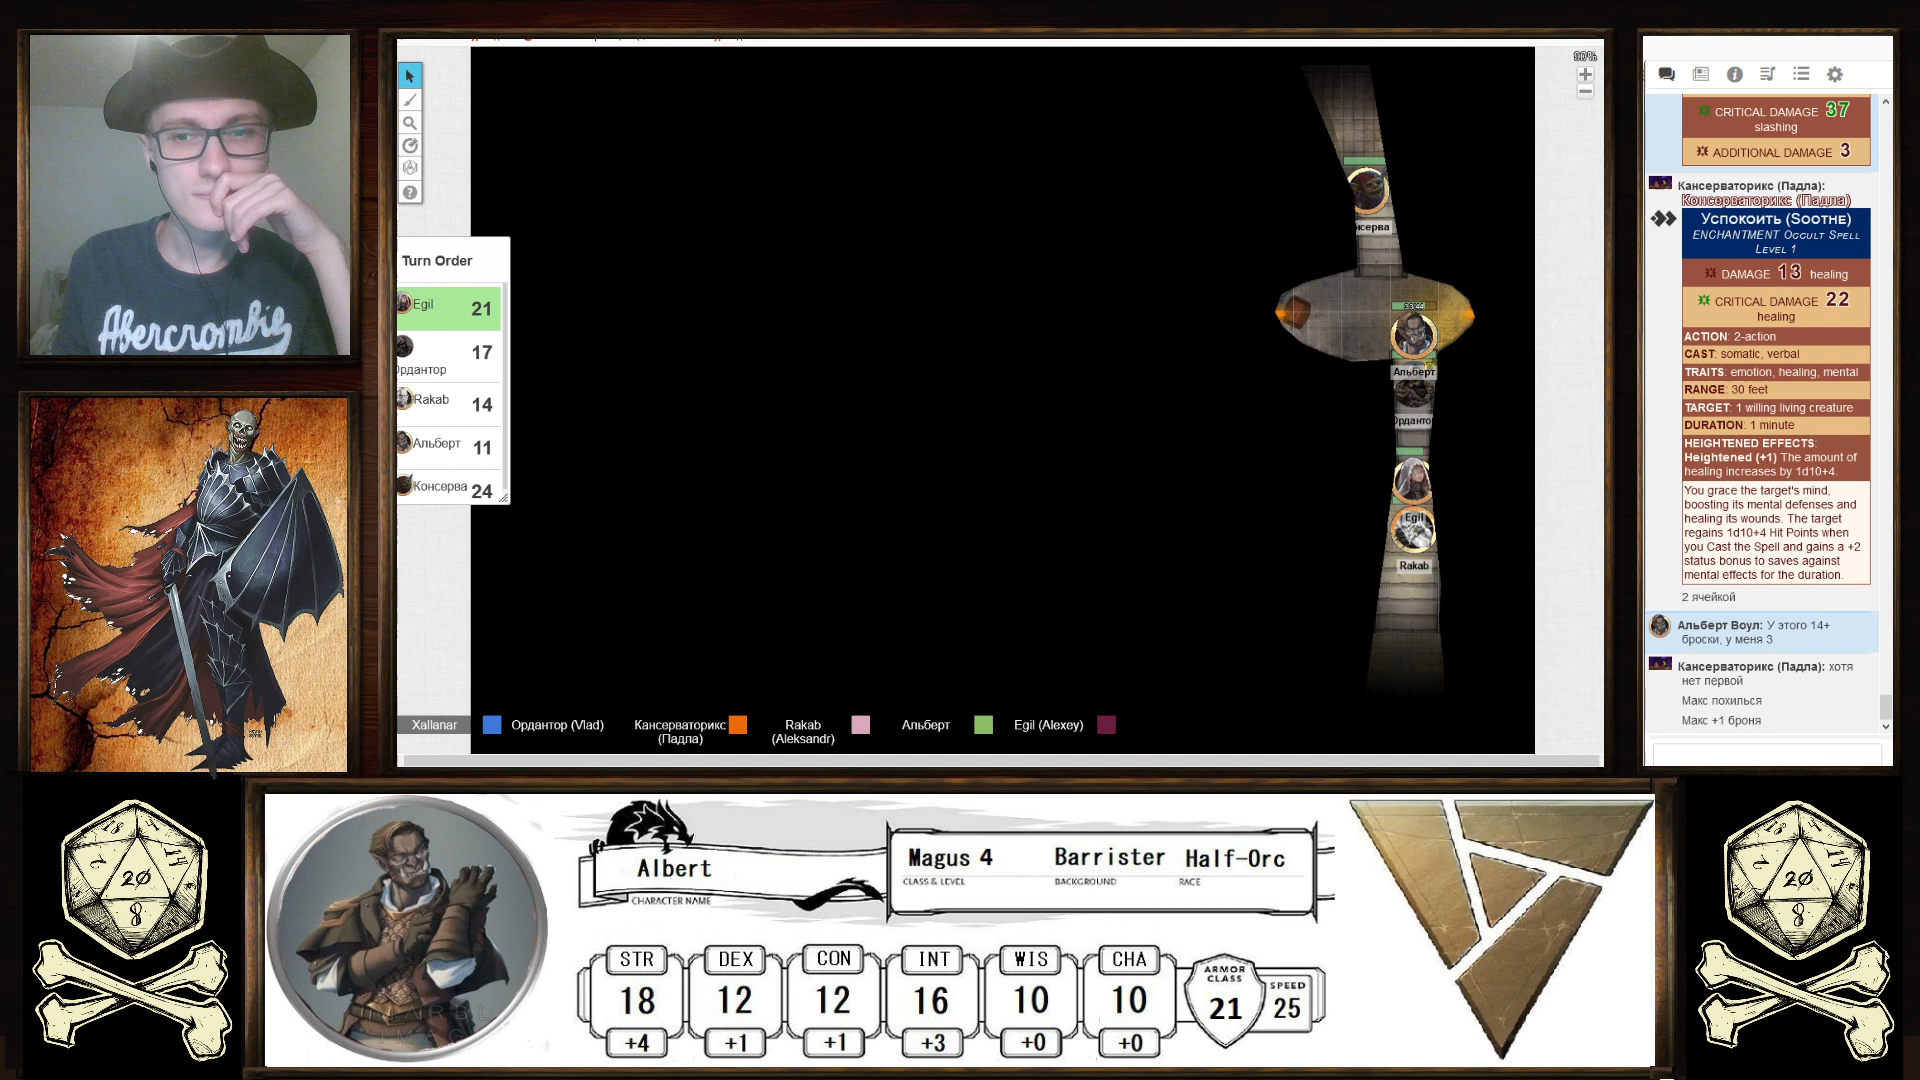 Abercrombie
Turn Order
Egil 21
17
Ордантор
Rakab 14
Альберт 11
Консерва 24
90%
нсерва
Альберт
Орданто
Egil
Rakab
Xallanar
Ордантор (Vlad)
Кансерваторикс
(Падла)
Rakab
(Aleksandr)
Альберт
Egil (Alexey)
CRITICAL DAMAGE 37
slashing
ADDITIONAL DAMAGE 3
Кансерваторикс (Падла):
Консерваторикс (Падла)
Успокоить (Soothe)
Enchantment Occult Spell
Level 1
DAMAGE 13 healing
CRITICAL DAMAGE 22
healing
ACTION: 2-action
CAST: somatic, verbal
TRAITS: emotion, healing, mental
RANGE: 30 feet
TARGET: 1 willing living creature
DURATION: 1 minute
HEIGHTENED EFFECTS:
Heightened (+1) The amount of
healing increases by 1d10+4.
You grace the target's mind,
boosting its mental defenses and
healing its wounds. The target
regains 1d10+4 Hit Points when
you Cast the Spell and gains a +2
status bonus to saves against
mental effects for the duration.
2 ячейкой
Альберт Воул: У этого 14+
броски, у меня 3
Кансерваторикс (Падла): хотя
нет первой
Макс похилься
Макс +1 броня
20
8
Albert
CHARACTER NAME
Magus 4 Barrister Half-Orc
CLASS & LEVEL BACKGROUND RACE
STR DEX CON INT WIS CHA
18 12 12 16 10 10
+4 +1 +1 +3 +0 +0
ARMOR
CLASS
21
SPEED
25
20
8